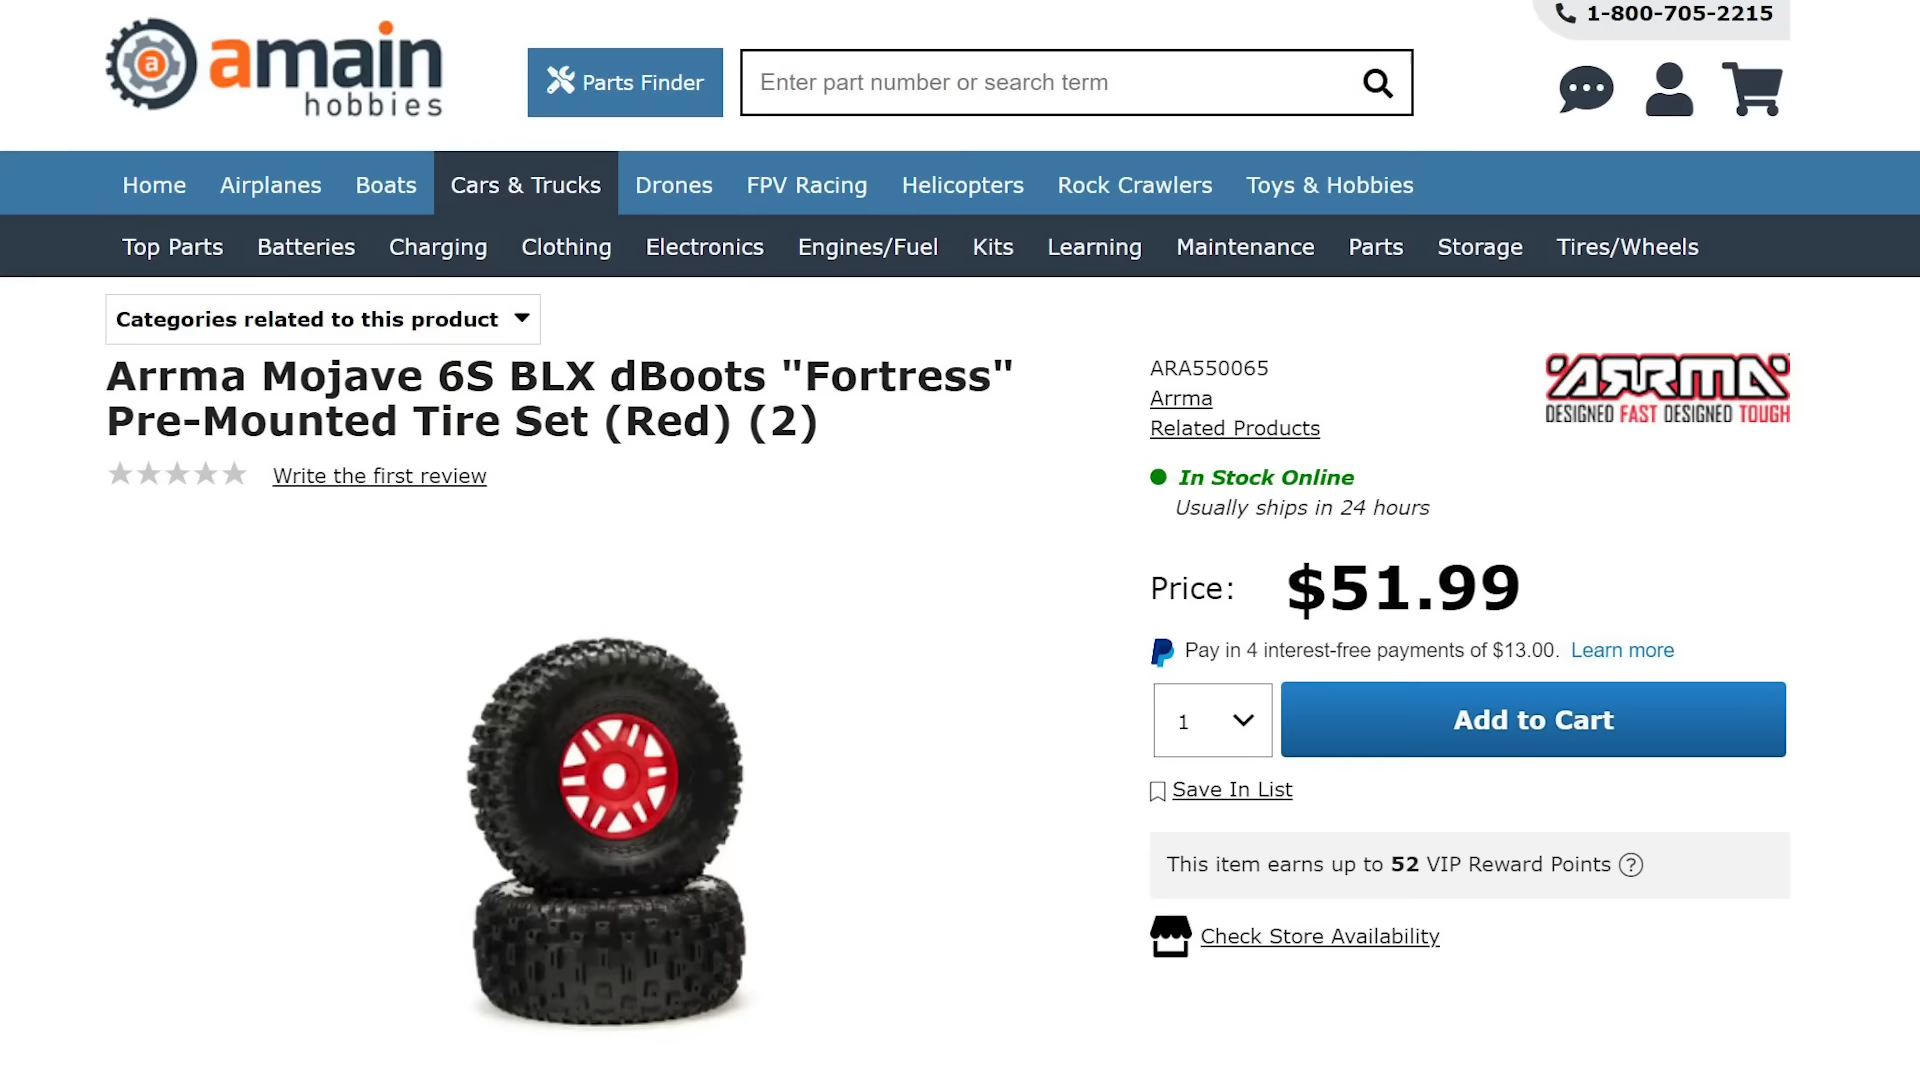 1-800-705-2215
a
amain
hobbies
Parts Finder
Enter part number or search term
Home Airplanes Boats Cars & Trucks Drones FPV Racing Helicopters Rock Crawlers Toys & Hobbies
Top Parts Batteries Charging Clothing Electronics Engines/Fuel Kits Learning Maintenance Parts Storage Tires/Wheels
Categories related to this product
Arrma Mojave 6S BLX dBoots "Fortress"
Pre-Mounted Tire Set (Red) (2)
Write the first review
ARA550065
Arrma
Related Products
ARRMA
DESIGNED FAST DESIGNED TOUGH
In Stock Online
Usually ships in 24 hours
Price: $51.99
Pay in 4 interest-free payments of $13.00. Learn more
1
Add to Cart
Save In List
This item earns up to 52 VIP Reward Points ?
Check Store Availability